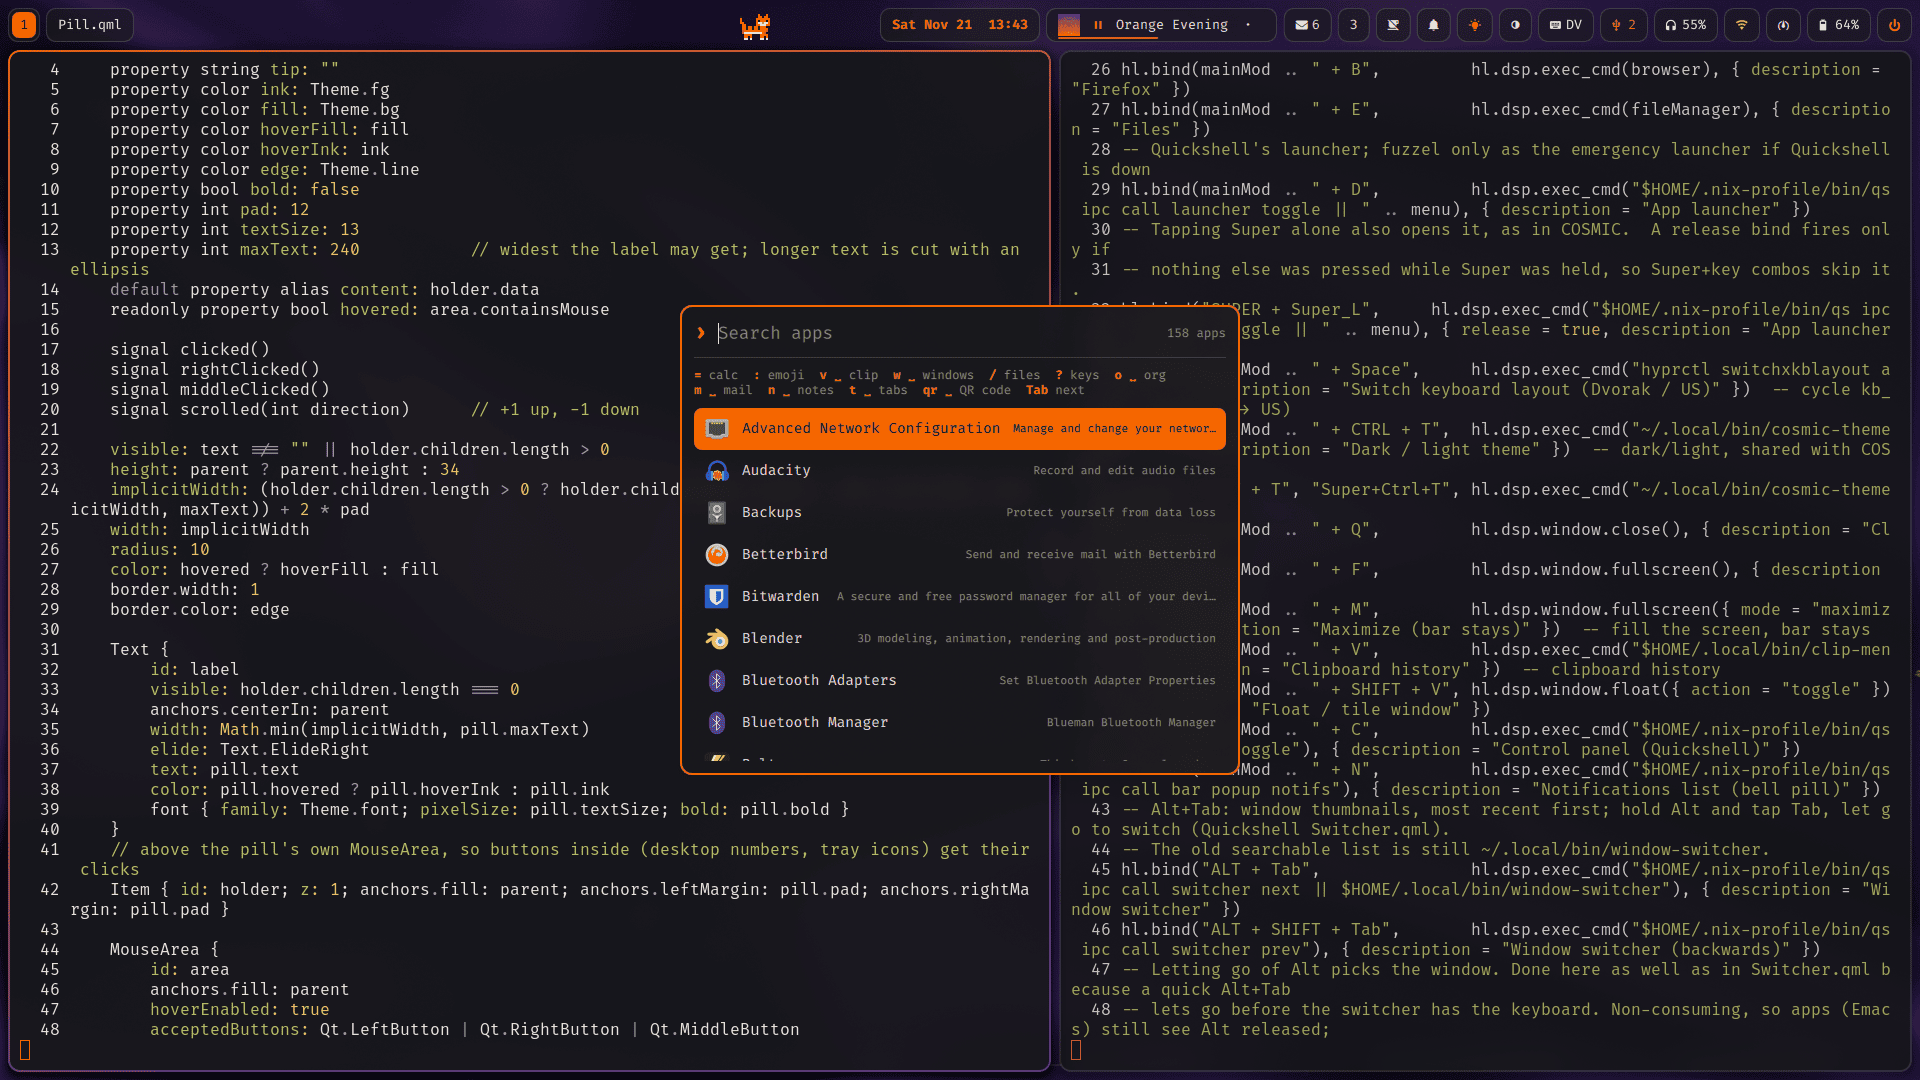 1 Pill.qml Sat Nov 21 13:43 Orange Evening · 6 3 DV 2 55% 64%
4 property string tip: ""
5 property color ink: Theme.fg
6 property color fill: Theme.bg
7 property color hoverFill: fill
8 property color hoverInk: ink
9 property color edge: Theme.line
10 property bool bold: false
11 property int pad: 12
12 property int textSize: 13
13 property int maxText: 240 // widest the label may get; longer text is cut with an
ellipsis
14 default property alias content: holder.data
15 readonly property bool hovered: area.containsMouse
16
17 signal clicked()
18 signal rightClicked()
19 signal middleClicked()
20 signal scrolled(int direction) // +1 up, -1 down
21
22 visible: text !== "" || holder.children.length > 0
23 height: parent ? parent.height : 34
24 implicitWidth: (holder.children.length > 0 ? holder.child
icitWidth, maxText)) + 2 * pad
25 width: implicitWidth
26 radius: 10
27 color: hovered ? hoverFill : fill
28 border.width: 1
29 border.color: edge
30
31 Text {
32 id: label
33 visible: holder.children.length === 0
34 anchors.centerIn: parent
35 width: Math.min(implicitWidth, pill.maxText)
36 elide: Text.ElideRight
37 text: pill.text
38 color: pill.hovered ? pill.hoverInk : pill.ink
39 font { family: Theme.font; pixelSize: pill.textSize; bold: pill.bold }
40 }
41 // above the pill's own MouseArea, so buttons inside (desktop numbers, tray icons) get their
clicks
42 Item { id: holder; z: 1; anchors.fill: parent; anchors.leftMargin: pill.pad; anchors.rightMa
rgin: pill.pad }
43
44 MouseArea {
45 id: area
46 anchors.fill: parent
47 hoverEnabled: true
48 acceptedButtons: Qt.LeftButton | Qt.RightButton | Qt.MiddleButton
Search apps 158 apps
= calc : emoji v ␣ clip w ␣ windows / files ? keys o ␣ org
m ␣ mail n ␣ notes t ␣ tabs qr ␣ QR code Tab next
Advanced Network Configuration Manage and change your networ…
Audacity Record and edit audio files
Backups Protect yourself from data loss
Betterbird Send and receive mail with Betterbird
Bitwarden A secure and free password manager for all of your devi…
Blender 3D modeling, animation, rendering and post-production
Bluetooth Adapters Set Bluetooth Adapter Properties
Bluetooth Manager Blueman Bluetooth Manager
26 hl.bind(mainMod .. " + B", hl.dsp.exec_cmd(browser), { description =
"Firefox" })
27 hl.bind(mainMod .. " + E", hl.dsp.exec_cmd(fileManager), { descriptio
n = "Files" })
28 -- Quickshell's launcher; fuzzel only as the emergency launcher if Quickshell
is down
29 hl.bind(mainMod .. " + D", hl.dsp.exec_cmd("$HOME/.nix-profile/bin/qs
ipc call launcher toggle || " .. menu), { description = "App launcher" })
30 -- Tapping Super alone also opens it, as in COSMIC. A release bind fires onl
y if
31 -- nothing else was pressed while Super was held, so Super+key combos skip it
.
ER + Super_L", hl.dsp.exec_cmd("$HOME/.nix-profile/bin/qs ipc
ggle || " .. menu), { release = true, description = "App launcher
Mod .. " + Space", hl.dsp.exec_cmd("hyprctl switchxkblayout a
ription = "Switch keyboard layout (Dvorak / US)" }) -- cycle kb_
→ US)
Mod .. " + CTRL + T", hl.dsp.exec_cmd("~/.local/bin/cosmic-theme
ription = "Dark / light theme" }) -- dark/light, shared with COS
+ T", "Super+Ctrl+T", hl.dsp.exec_cmd("~/.local/bin/cosmic-theme
Mod .. " + Q", hl.dsp.window.close(), { description = "Cl
Mod .. " + F", hl.dsp.window.fullscreen(), { description
Mod .. " + M", hl.dsp.window.fullscreen({ mode = "maximiz
tion = "Maximize (bar stays)" }) -- fill the screen, bar stays
Mod .. " + V", hl.dsp.exec_cmd("$HOME/.local/bin/clip-men
n = "Clipboard history" }) -- clipboard history
Mod .. " + SHIFT + V", hl.dsp.window.float({ action = "toggle" })
"Float / tile window" })
Mod .. " + C", hl.dsp.exec_cmd("$HOME/.nix-profile/bin/qs
oggle"), { description = "Control panel (Quickshell)" })
Mod .. " + N", hl.dsp.exec_cmd("$HOME/.nix-profile/bin/qs
ipc call bar popup notifs"), { description = "Notifications list (bell pill)" })
43 -- Alt+Tab: window thumbnails, most recent first; hold Alt and tap Tab, let g
o to switch (Quickshell Switcher.qml).
44 -- The old searchable list is still ~/.local/bin/window-switcher.
45 hl.bind("ALT + Tab", hl.dsp.exec_cmd("$HOME/.nix-profile/bin/qs
ipc call switcher next || $HOME/.local/bin/window-switcher"), { description = "Wi
ndow switcher" })
46 hl.bind("ALT + SHIFT + Tab", hl.dsp.exec_cmd("$HOME/.nix-profile/bin/qs
ipc call switcher prev"), { description = "Window switcher (backwards)" })
47 -- Letting go of Alt picks the window. Done here as well as in Switcher.qml b
ecause a quick Alt+Tab
48 -- lets go before the switcher has the keyboard. Non-consuming, so apps (Emac
s) still see Alt released;